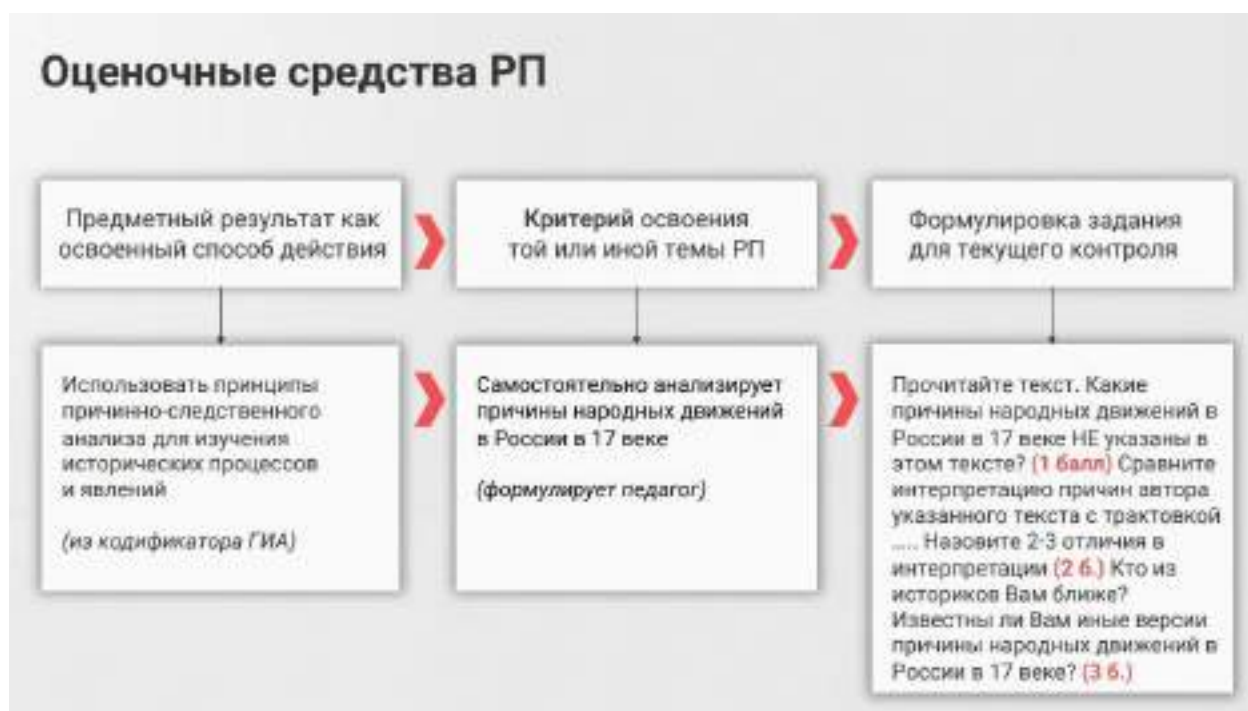 Оценочные средства РП
Предметный результат как
освоенный способ действия
Критерий освоения
той или иной темы РП
Формулировка задания
для текущего контроля
Использовать принципы
причинно-следственного
анализа для изучения
исторических процессов
и явлений
(из кодификатора ГИА)
Самостоятельно анализирует
причины народных движений
в России в 17 веке
(формулирует педагог)
Прочитайте текст. Какие
причины народных движений в
России в 17 веке НЕ указаны в
этом тексте? (1 балл) Сравните
интерпретацию причин автора
указанного текста с трактовкой
..... Назовите 2-3 отличия в
интерпретации (2 б.) Кто из
историков Вам ближе?
Известны ли Вам иные версии
причины народных движений в
России в 17 веке? (3 б.)